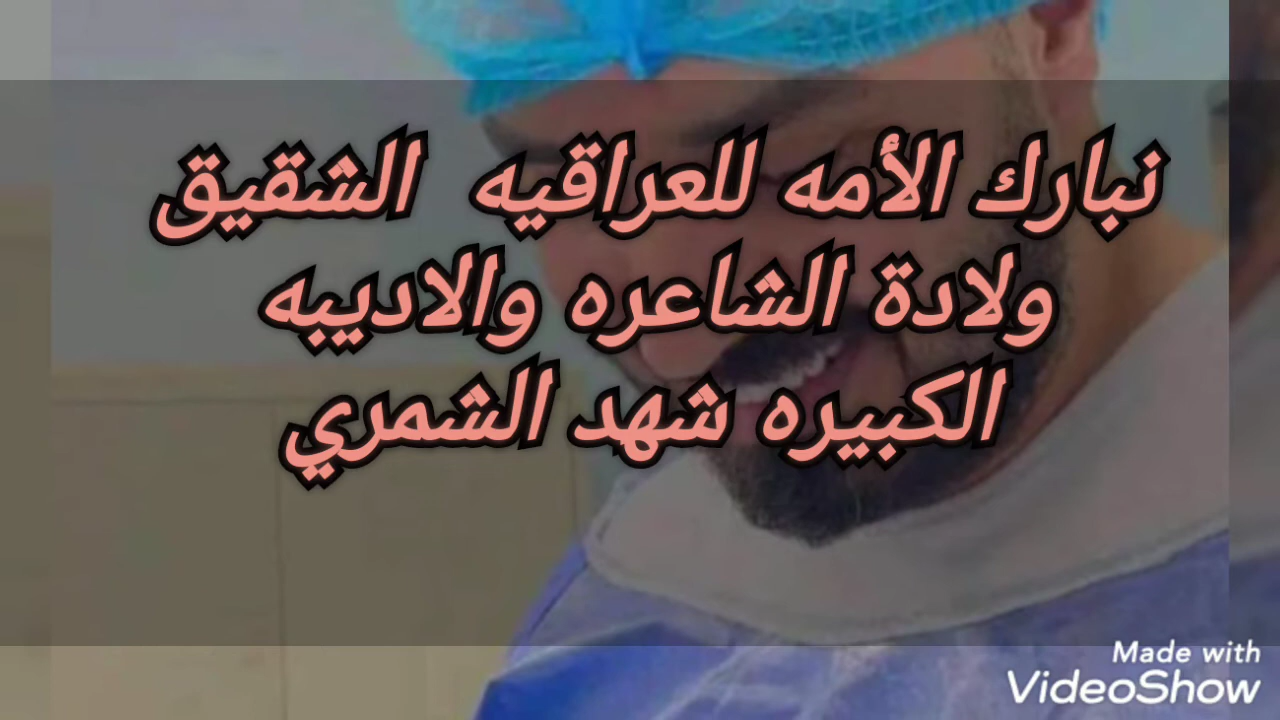 نبارك الأمه للعراقيه الشقيق
ولادة الشاعره والاديبه
الكبيره شهد الشمري
Made with
VideoShow